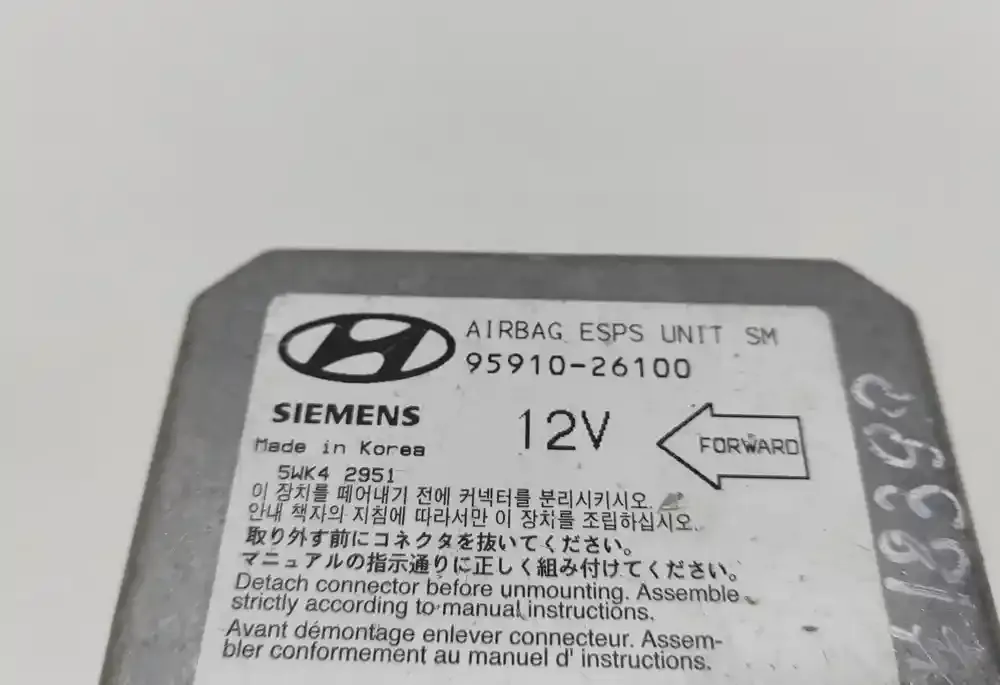 AIRBAG ESPS UNIT SM
95910-26100
SIEMENS
12V
FORWARD
Made in Korea
5WK4 2951
이 장치를 떼어내기 전에 커넥터를 분리시키시오.
안내 책자의 지침에 따라서만 이 장치를 조립하십시오.
取り外す前にコネクタを抜いてください。
マニュアルの指示通りに正しく組み付けてください。
Detach connector before unmounting. Assemble
strictly according to manual instructions.
Avant démontage enlever connecteur. Assem-
bler conformement au manuel d' instructions.